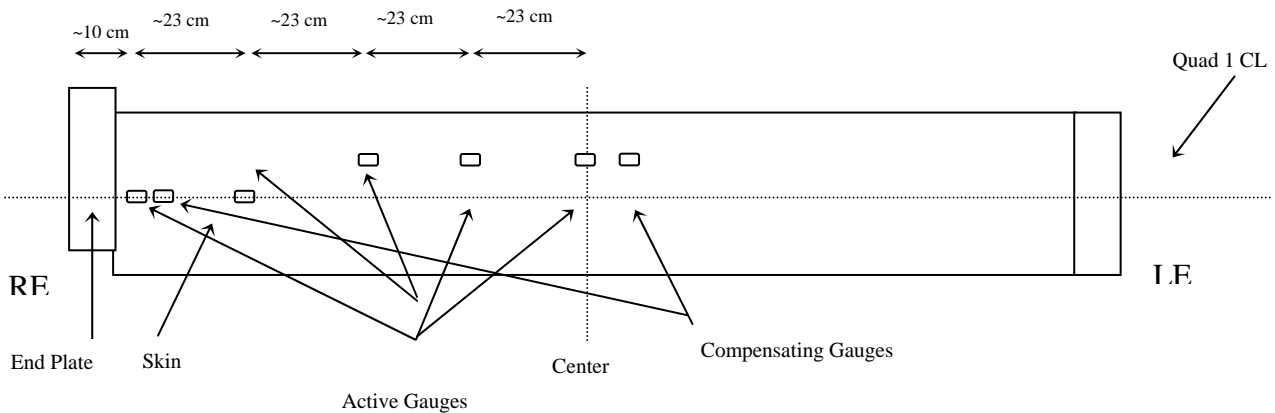 ~10 cm
~23 cm
~23 cm
~23 cm
~23 cm
Quad 1 CL
RE
LE
End Plate
Skin
Center
Compensating Gauges
Active Gauges